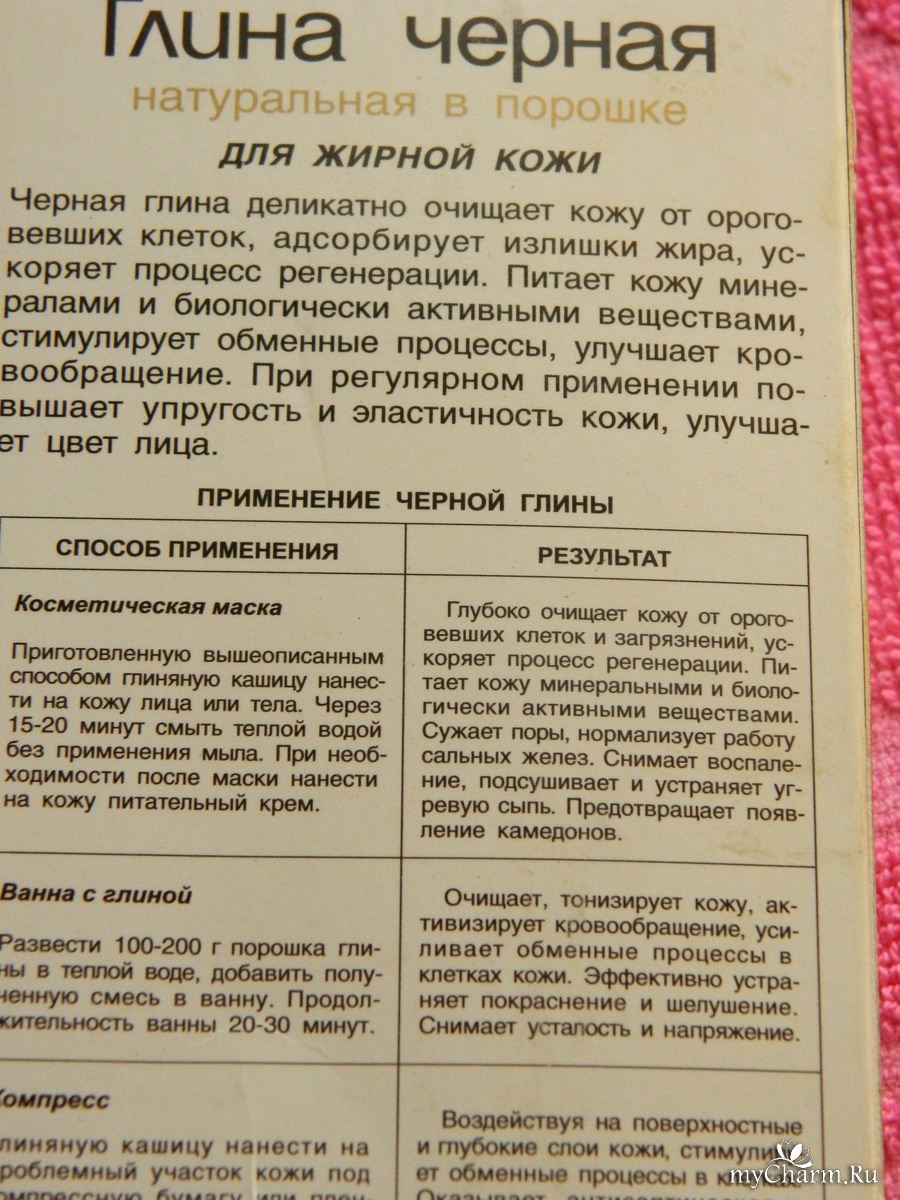 Глина черная
натуральная в порошке
ДЛЯ ЖИРНОЙ КОЖИ
Черная глина деликатно очищает кожу от орого-
вевших клеток, адсорбирует излишки жира, ус-
коряет процесс регенерации. Питает кожу мине-
ралами и биологически активными веществами,
стимулирует обменные процессы, улучшает кро-
вообращение. При регулярном применении по-
вышает упругость и эластичность кожи, улучша-
ет цвет лица.
ПРИМЕНЕНИЕ ЧЕРНОЙ ГЛИНЫ
СПОСОБ ПРИМЕНЕНИЯ
РЕЗУЛЬТАТ
Косметическая маска
Приготовленную вышеописанным
способом глиняную кашицу нанес-
ти на кожу лица или тела. Через
15-20 минут смыть теплой водой
без применения мыла. При необ-
ходимости после маски нанести
на кожу питательный крем.
Глубоко очищает кожу от орого-
вевших клеток и загрязнений, ус-
коряет процесс регенерации. Пи-
тает кожу минеральными и биоло-
гически активными веществами.
Сужает поры, нормализует работу
сальных желез. Снимает воспале-
ние, подсушивает и устраняет уг-
ревую сыпь. Предотвращает появ-
ление камедонов.
Ванна с глиной
Развести 100-200 г порошка гли-
ны в теплой воде, добавить полу-
ченную смесь в ванну. Продол-
жительность ванны 20-30 минут.
Очищает, тонизирует кожу, ак-
тивизирует кровообращение, уси-
ливает обменные процессы в
клетках кожи. Эффективно устра-
няет покраснение и шелушение.
Снимает усталость и напряжение.
Компресс
линяную кашицу нанести на
роблемный участок кожи под
мпрессную бумагу или плен-
Воздействуя на поверхностные
и глубокие слои кожи, стимули
ет обменные процессы в
Оказывает
myCharm.Ru